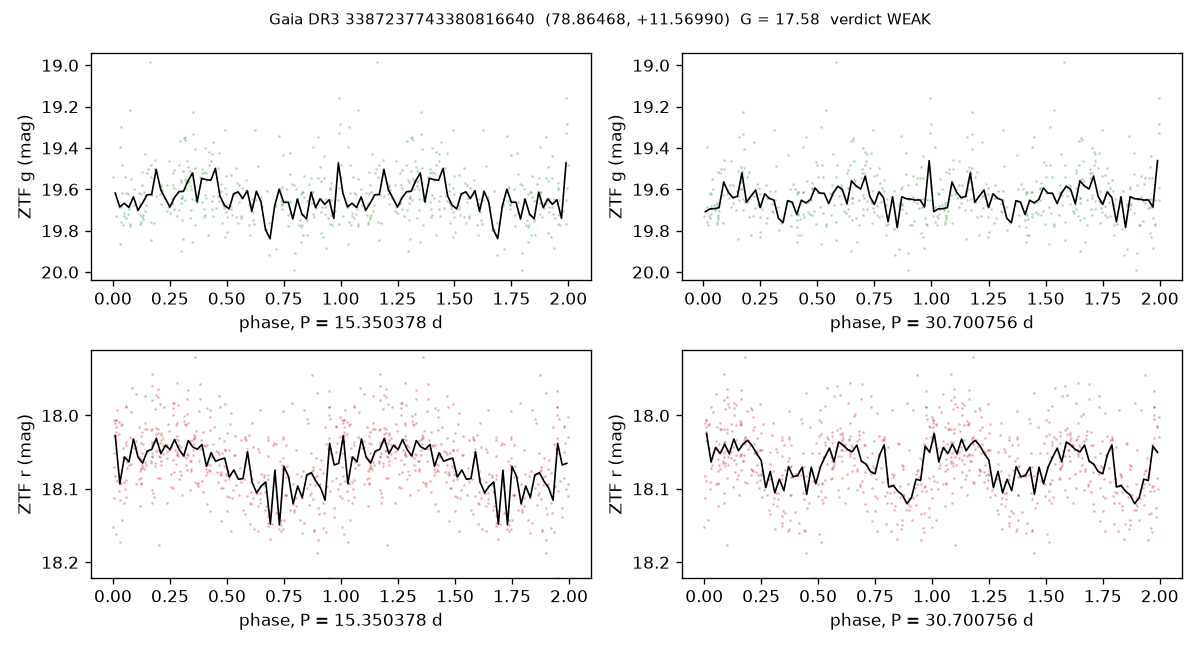 Gaia DR3 3387237743380816640 (78.86468, +11.56990) G = 17.58 verdict WEAK
ZTF g (mag)
19.0
19.2
19.4
19.6
19.8
20.0
0.00 0.25 0.50 0.75 1.00 1.25 1.50 1.75 2.00
phase, P = 15.350378 d
ZTF g (mag)
19.0
19.2
19.4
19.6
19.8
20.0
0.00 0.25 0.50 0.75 1.00 1.25 1.50 1.75 2.00
phase, P = 30.700756 d
ZTF r (mag)
18.0
18.1
18.2
0.00 0.25 0.50 0.75 1.00 1.25 1.50 1.75 2.00
phase, P = 15.350378 d
ZTF r (mag)
18.0
18.1
18.2
0.00 0.25 0.50 0.75 1.00 1.25 1.50 1.75 2.00
phase, P = 30.700756 d